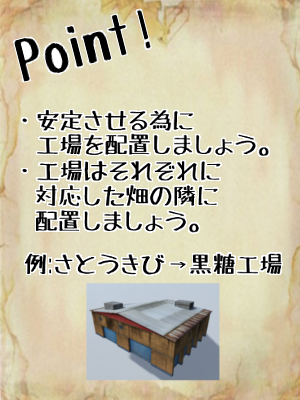 Point!
・安定させる為に
工場を配置しましょう。
・工場はそれぞれに
対応した畑の隣に
配置しましょう。
例:さとうきび→黒糖工場